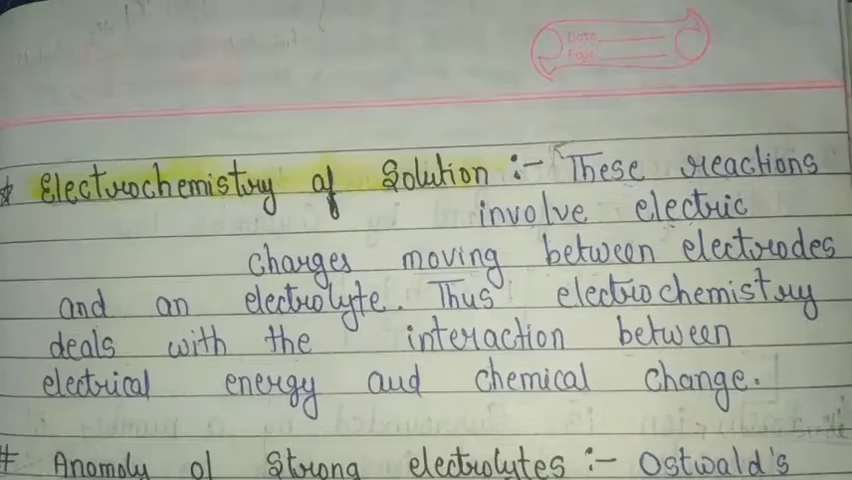 Date
Page
* Electrochemistry of Solution :- These reactions
involve electric
charges moving between electrodes
and an electrolyte. Thus electrochemistry
deals with the interaction between
electrical energy and chemical change.
# Anomoly of Strong electrolytes :- Ostwald's